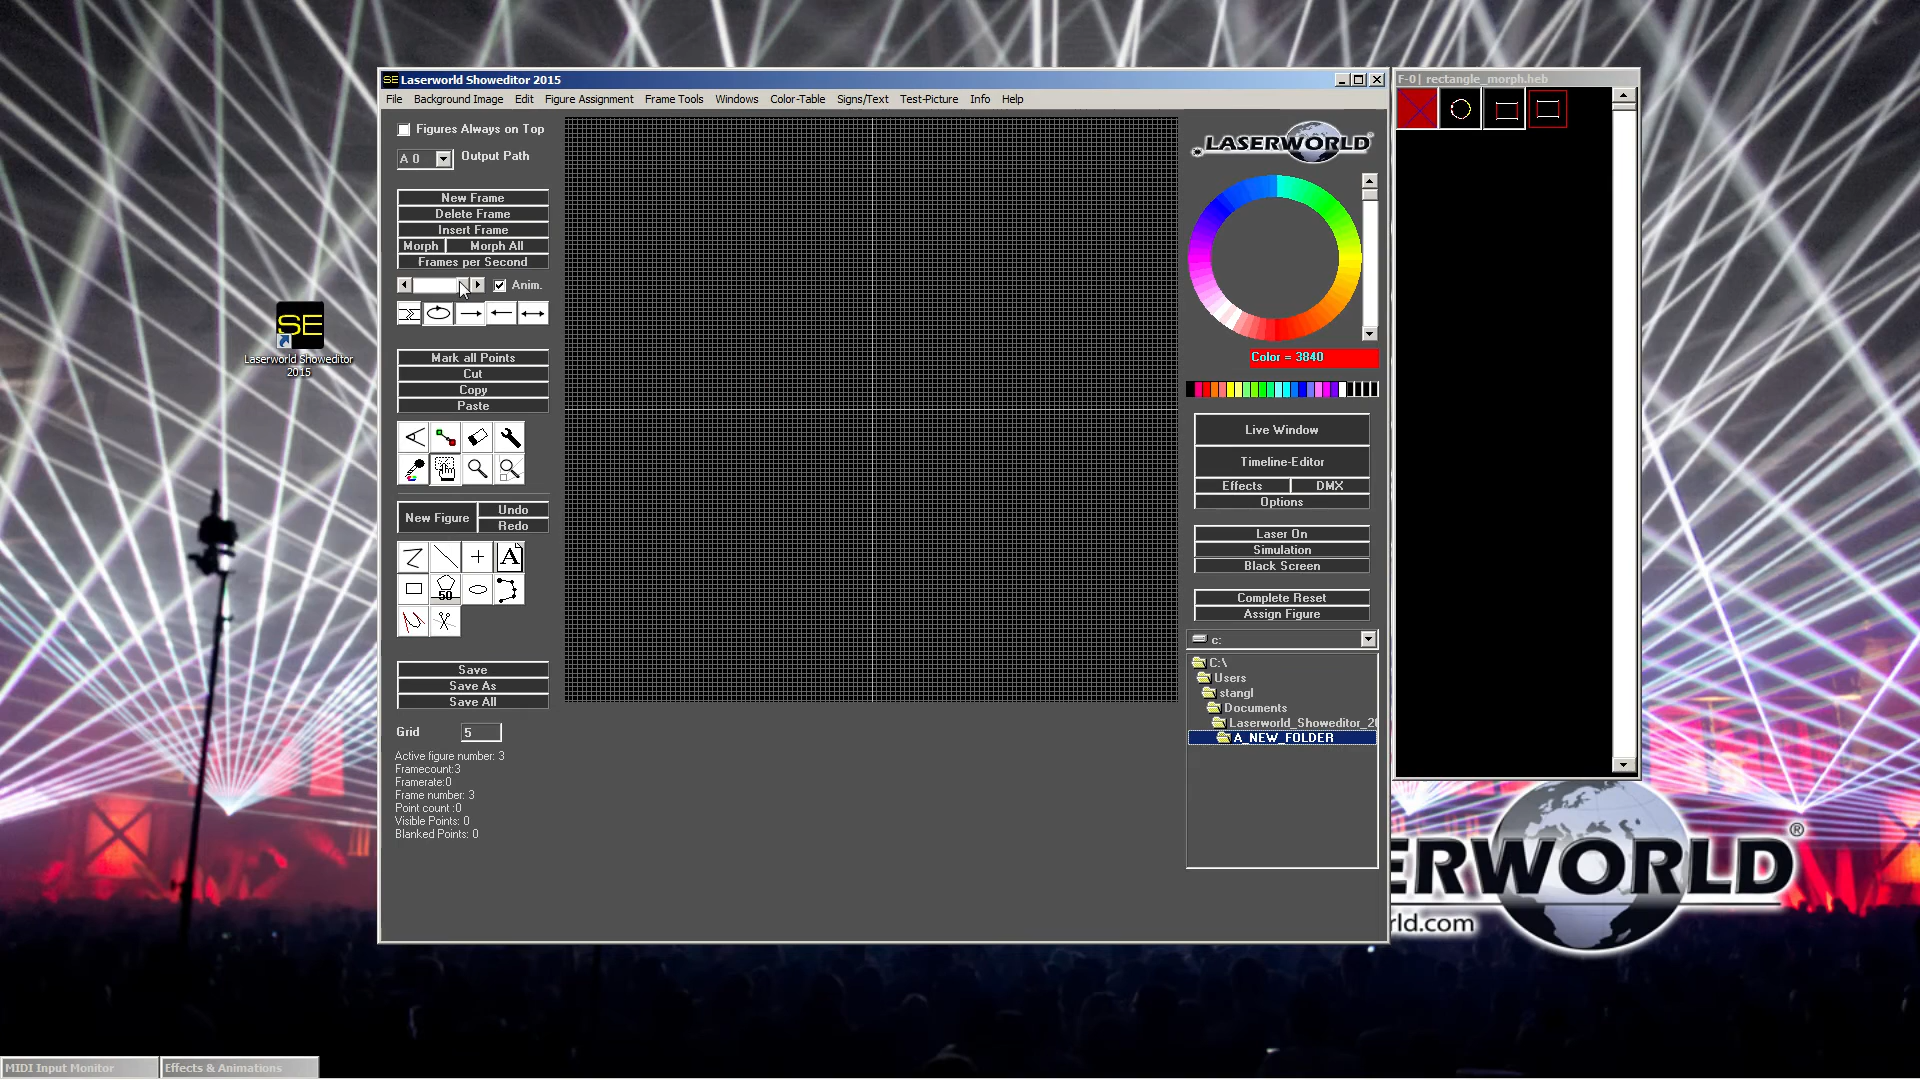 SE Laserworld Showeditor 2015
File Background Image Edit Figure Assignment Frame Tools Windows Color-Table Signs/Text Test-Picture Info Help
Figures Always on Top
A 0 Output Path
New Frame
Delete Frame
Insert Frame
Morph Morph All
Frames per Second
Anim.
Mark all Points
Cut
Copy
Paste
New Figure
Undo
Redo
A
50
Save
Save As
Save All
Grid 5
Active figure number: 3
Framecount:3
Framerate:0
Frame number: 3
Point count :0
Visible Points: 0
Blanked Points: 0
LASERWORLD
Color = 3840
Live Window
Timeline-Editor
Effects DMX
Options
Laser On
Simulation
Black Screen
Complete Reset
Assign Figure
c:
C:\
Users
stangl
Documents
Laserworld_Showeditor_20
A_NEW_FOLDER
F-0| rectangle_morph.heb
SE
Laserworld Showeditor
2015
ERWORLD®
rld.com
MIDI Input Monitor
Effects & Animations